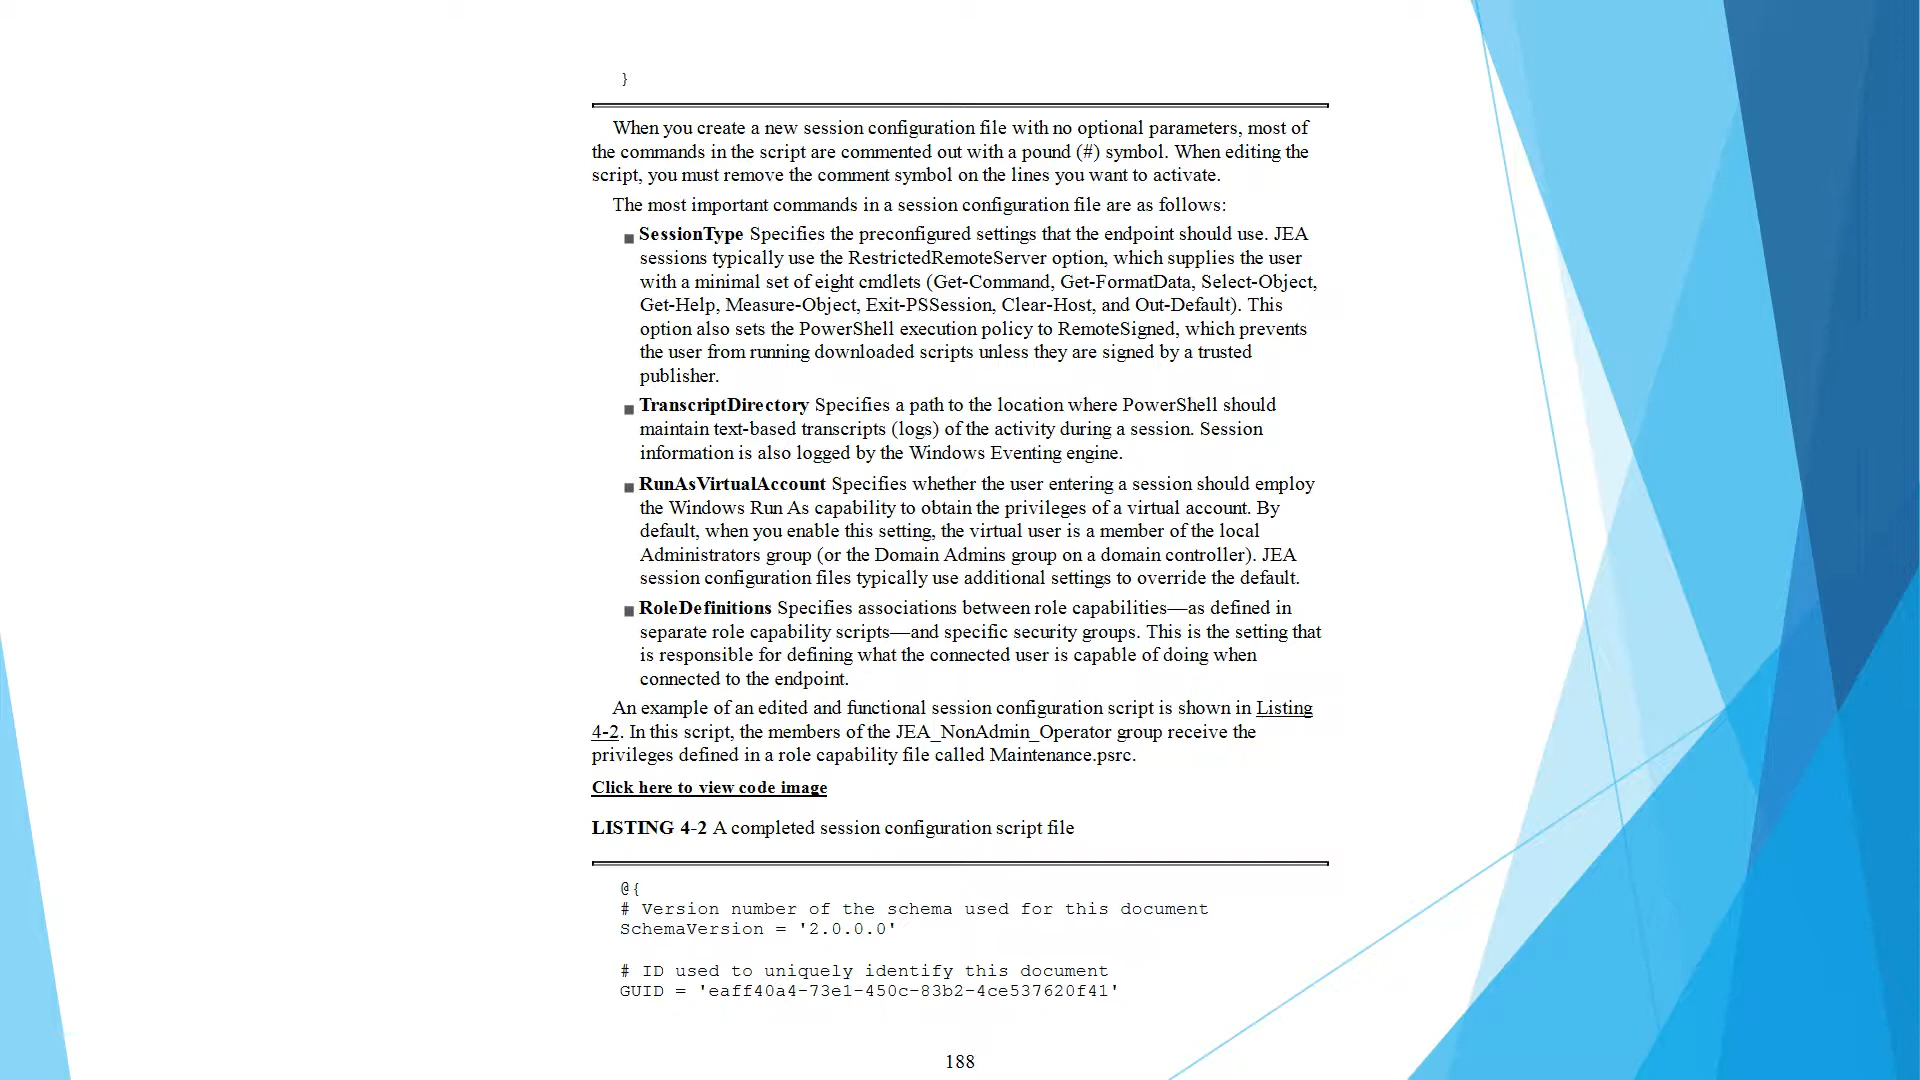 }
When you create a new session configuration file with no optional parameters, most of
the commands in the script are commented out with a pound (#) symbol. When editing the
script, you must remove the comment symbol on the lines you want to activate.
The most important commands in a session configuration file are as follows:
■ SessionType Specifies the preconfigured settings that the endpoint should use. JEA
sessions typically use the RestrictedRemoteServer option, which supplies the user
with a minimal set of eight cmdlets (Get-Command, Get-FormatData, Select-Object,
Get-Help, Measure-Object, Exit-PSSession, Clear-Host, and Out-Default). This
option also sets the PowerShell execution policy to RemoteSigned, which prevents
the user from running downloaded scripts unless they are signed by a trusted
publisher.
■ TranscriptDirectory Specifies a path to the location where PowerShell should
maintain text-based transcripts (logs) of the activity during a session. Session
information is also logged by the Windows Eventing engine.
■ RunAsVirtualAccount Specifies whether the user entering a session should employ
the Windows Run As capability to obtain the privileges of a virtual account. By
default, when you enable this setting, the virtual user is a member of the local
Administrators group (or the Domain Admins group on a domain controller). JEA
session configuration files typically use additional settings to override the default.
■ RoleDefinitions Specifies associations between role capabilities—as defined in
separate role capability scripts—and specific security groups. This is the setting that
is responsible for defining what the connected user is capable of doing when
connected to the endpoint.
An example of an edited and functional session configuration script is shown in Listing
4-2. In this script, the members of the JEA_NonAdmin_Operator group receive the
privileges defined in a role capability file called Maintenance.psrc.
Click here to view code image
LISTING 4-2 A completed session configuration script file
@{
# Version number of the schema used for this document
SchemaVersion = '2.0.0.0'
# ID used to uniquely identify this document
GUID = 'eaff40a4-73e1-450c-83b2-4ce537620f41'
188